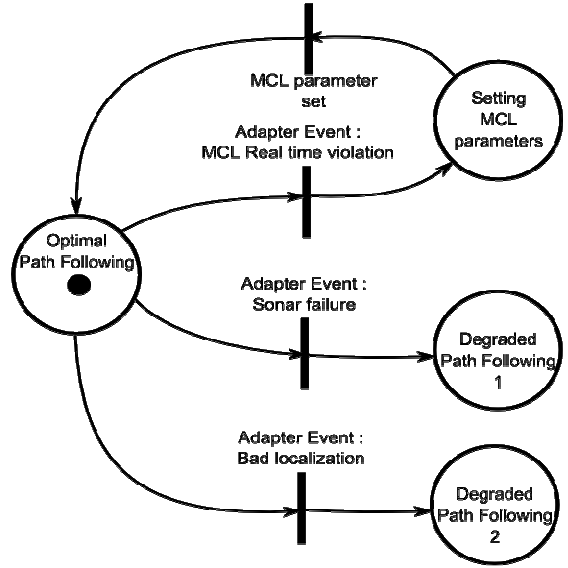 MCL parameter
set
Setting
MCL
parameters
Adapter Event :
MCL Real time violation
Optimal
Path Following
Adapter Event :
Sonar failure
Degraded
Path Following
1
Adapter Event :
Bad localization
Degraded
Path Following
2